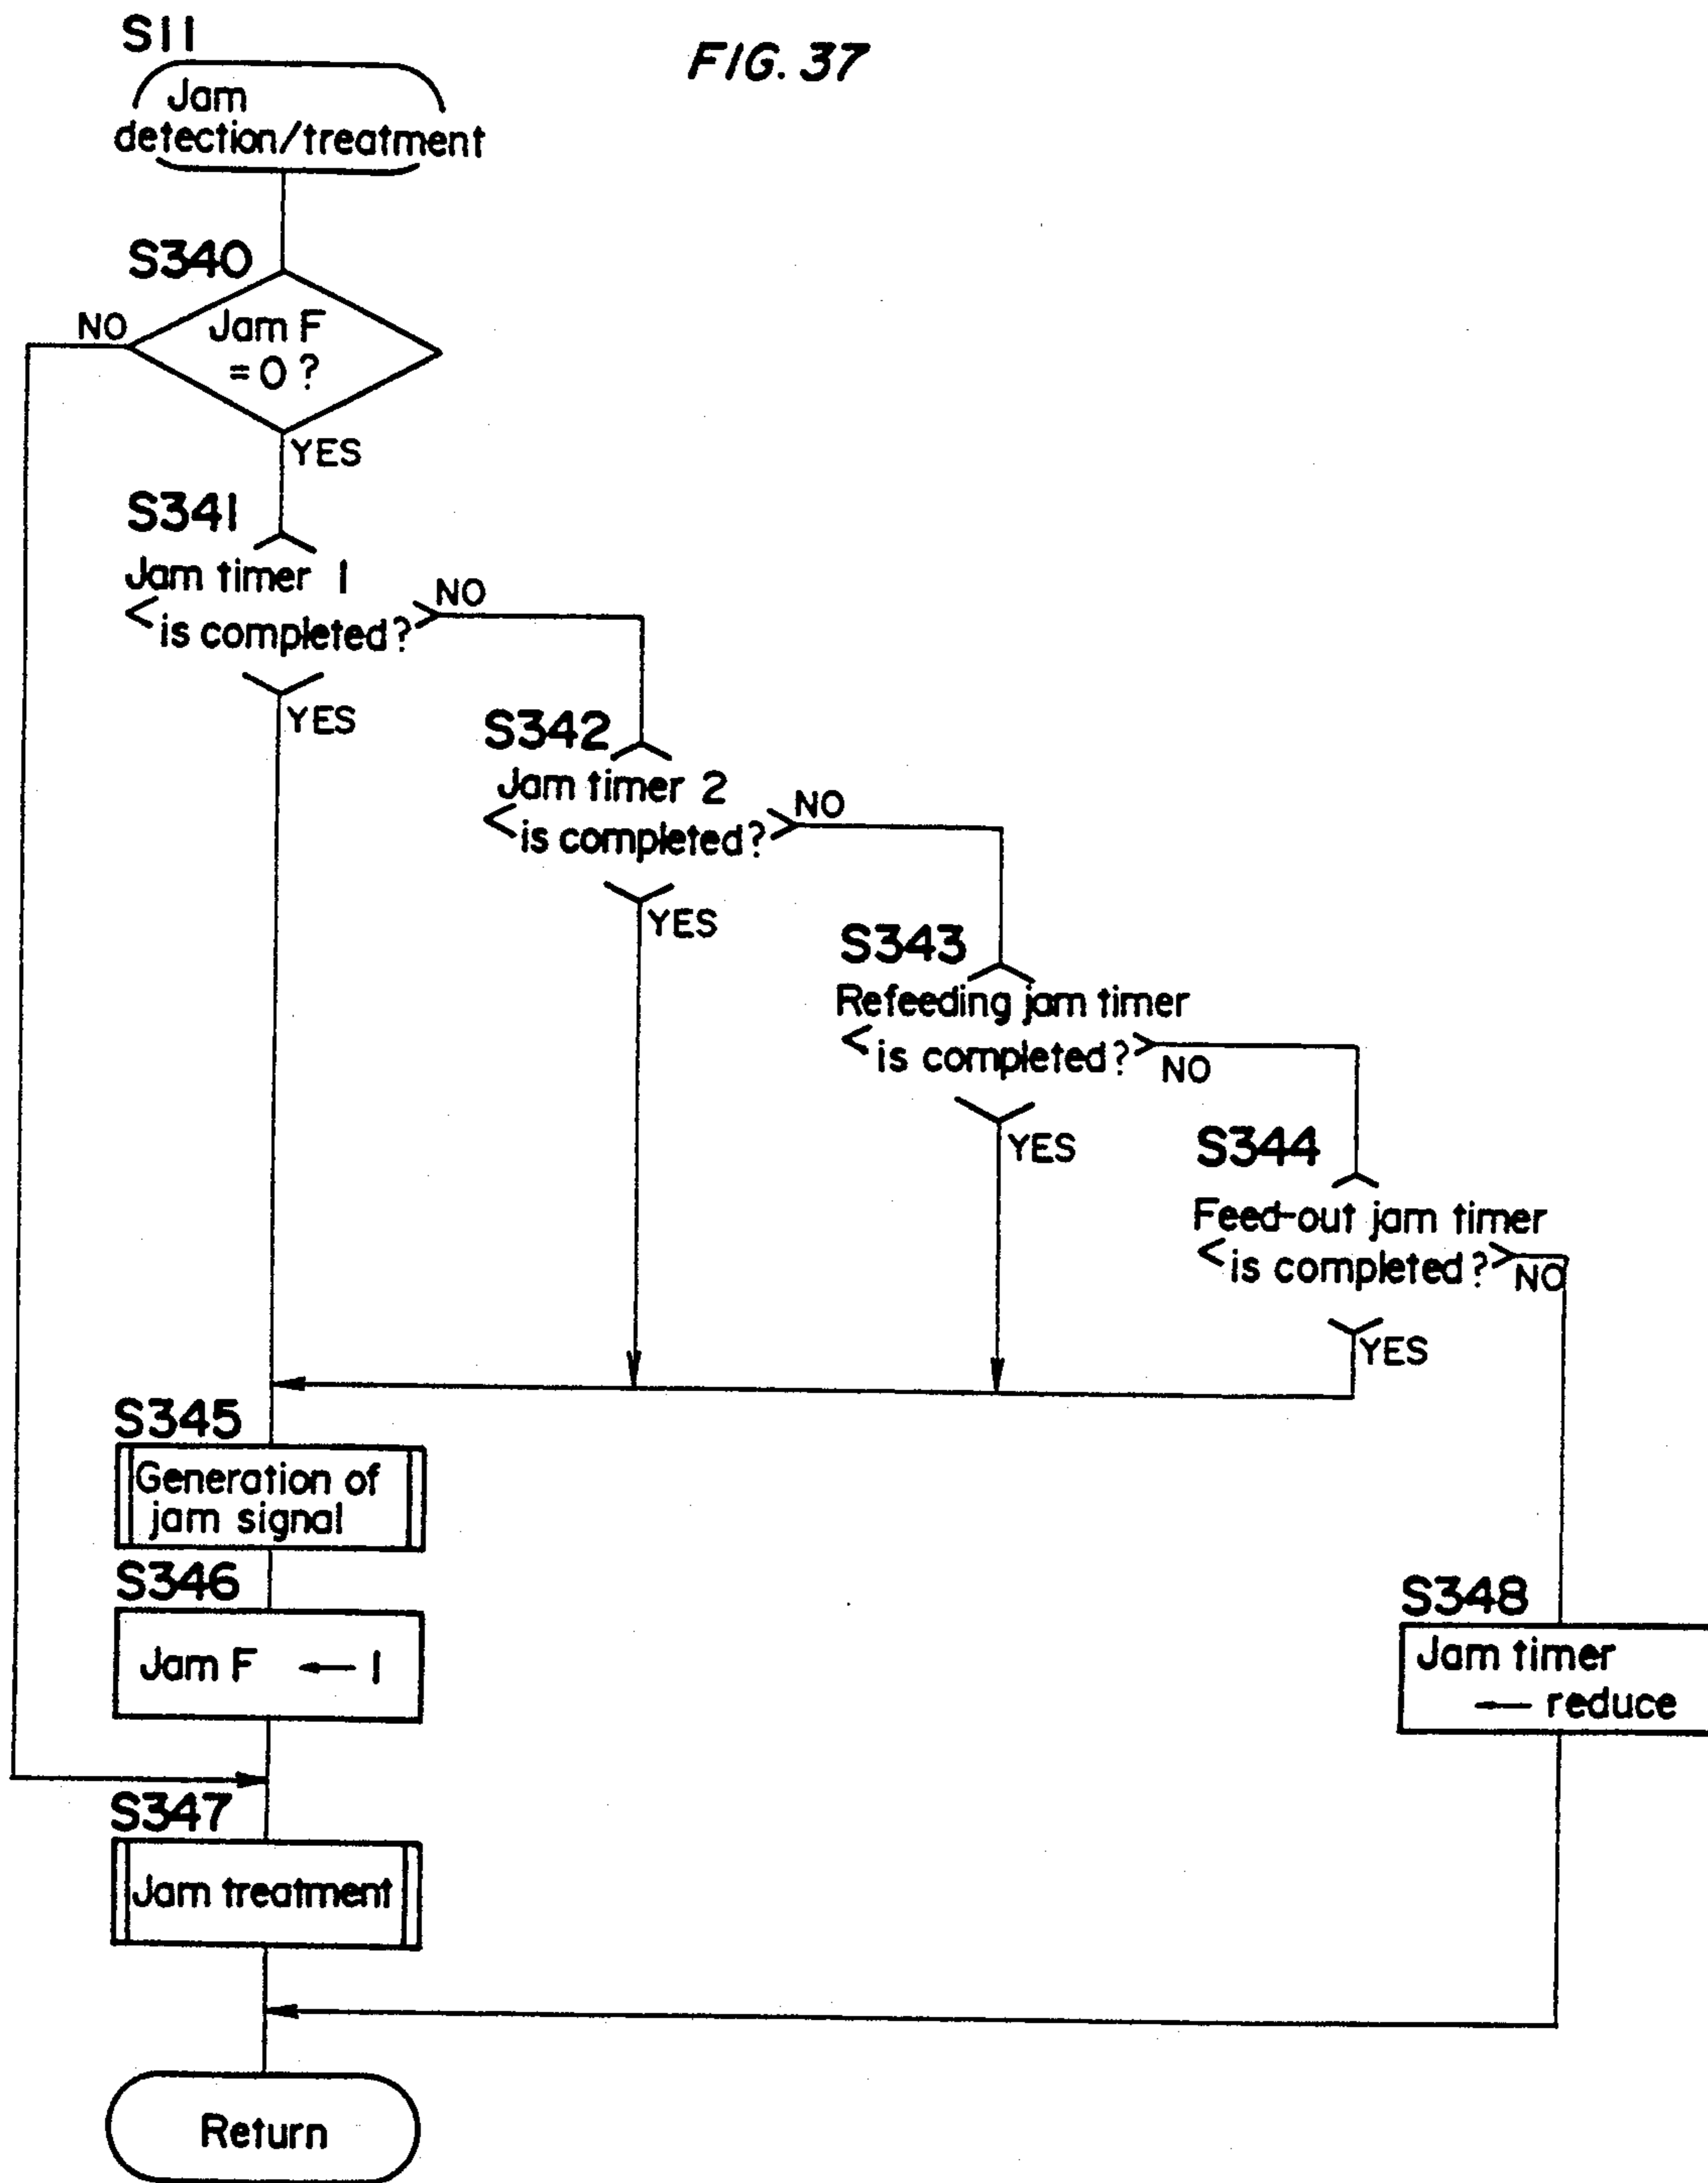 FIG. 37
S11
Jam
detection/treatment
S340
Jam F
=0?
NO
YES
S341
Jam timer 1
is completed?
NO
YES
S342
Jam timer 2
is completed?
NO
YES
S343
Refeeding jam timer
is completed?
NO
YES
S344
Feed-out jam timer
is completed?
NO
YES
S345
Generation of
jam signal
S346
Jam F ← 1
S348
Jam timer
← reduce
S347
Jam treatment
Return